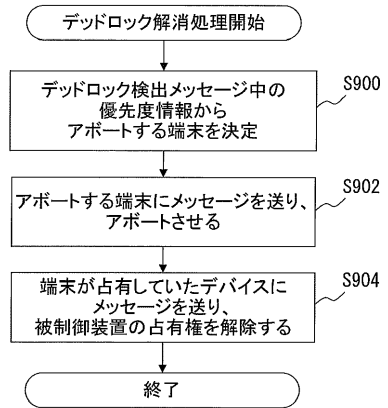 デッドロック解消処理開始
デッドロック検出メッセージ中の
優先度情報から
アボートする端末を決定
S900
アボートする端末にメッセージを送り、
アボートさせる
S902
端末が占有していたデバイスに
メッセージを送り、
被制御装置の占有権を解除する
S904
終了